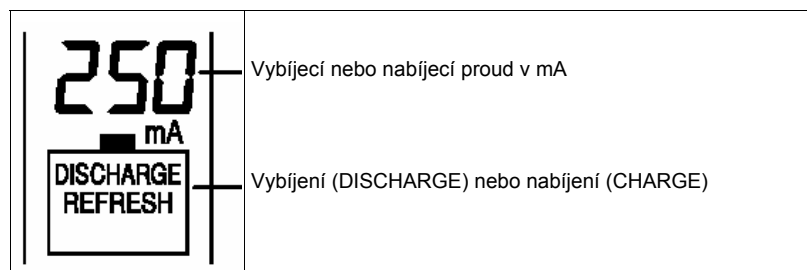 250
Vybíjecí nebo nabíjecí proud v mA
mA
DISCHARGE
REFRESH
Vybíjení (DISCHARGE) nebo nabíjení (CHARGE)